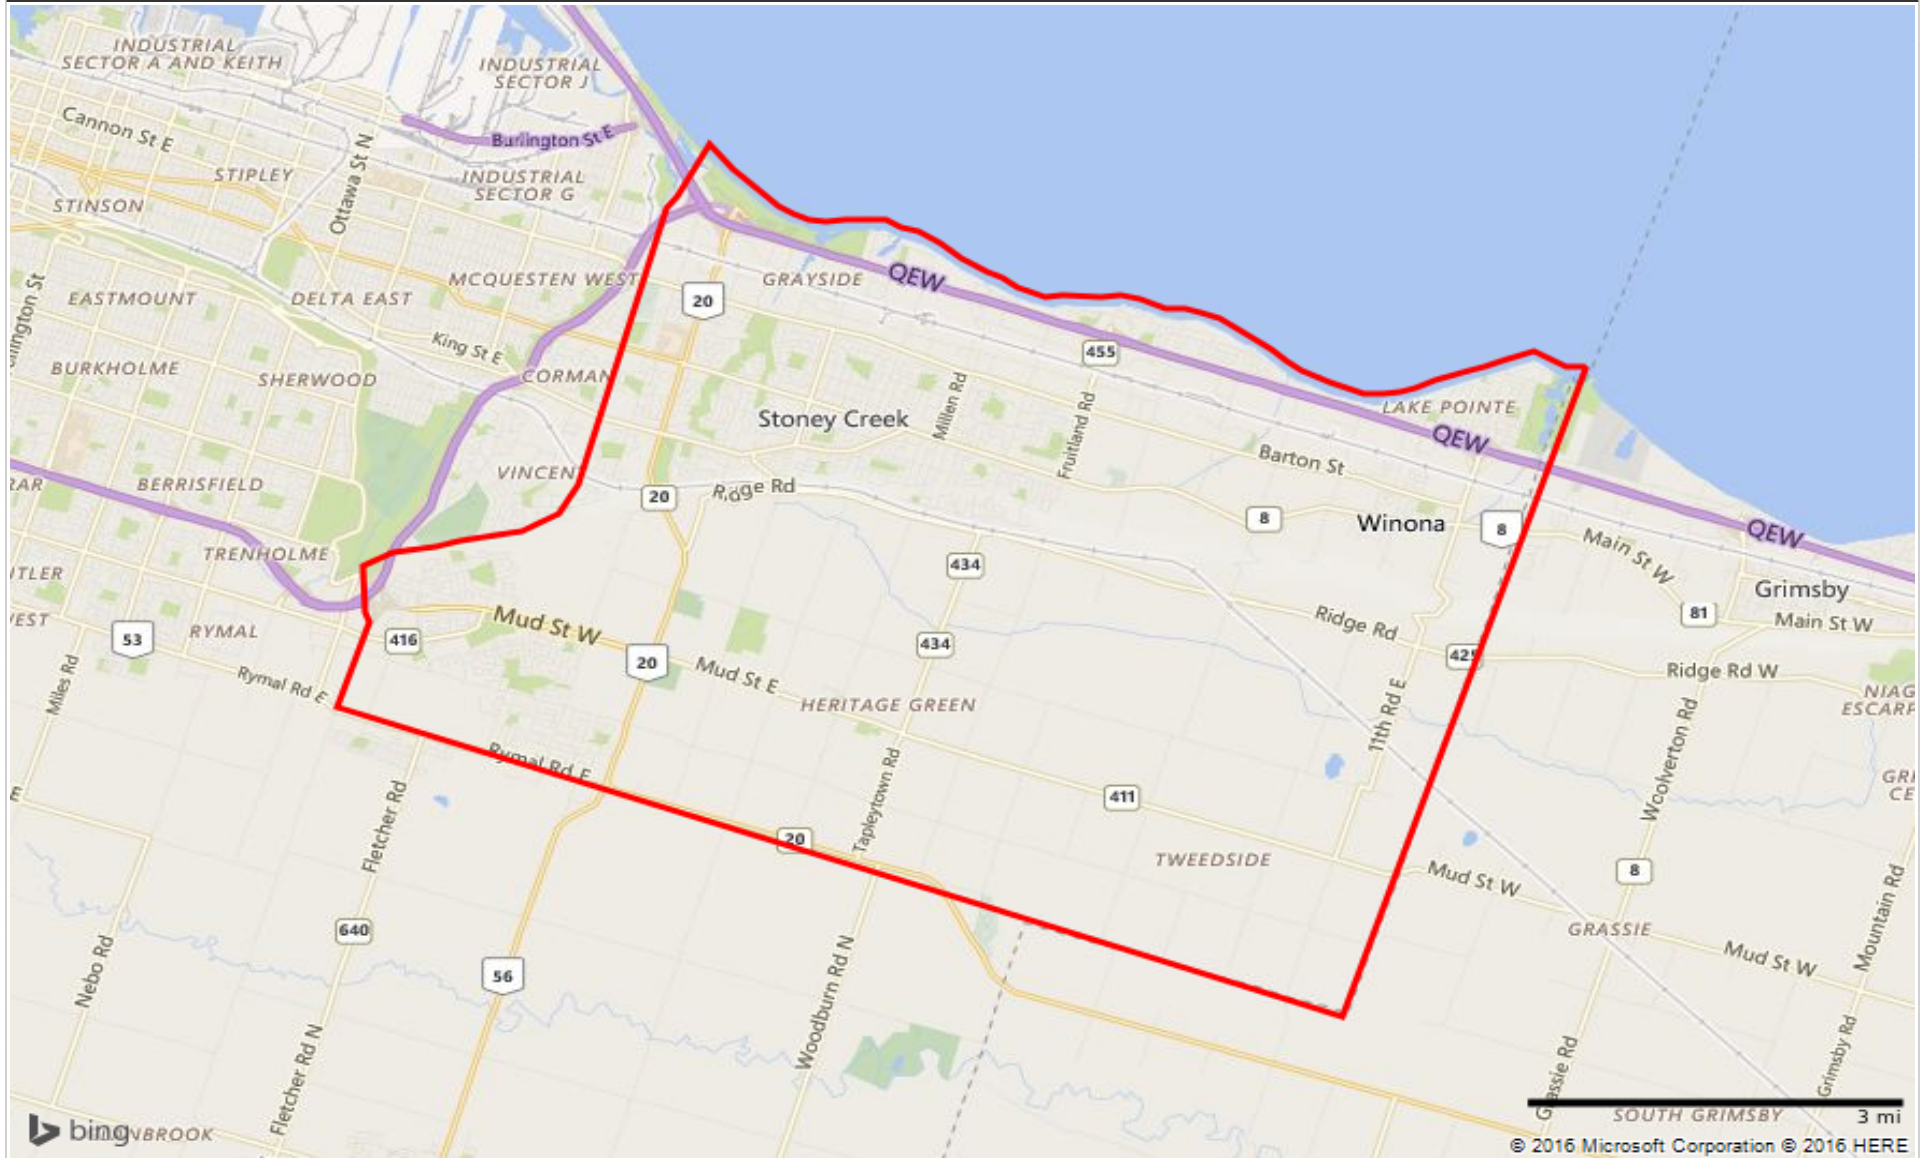 INDUSTRIAL
SECTOR A AND KEITH
INDUSTRIAL
SECTOR J
Cannon St E
Burlington St E
Ottawa St N
STIPLEY
INDUSTRIAL
SECTOR G
STINSON
MCQUESTEN WEST
GRAYSIDE
QEW
EASTMOUNT
DELTA EAST
20
King St E
455
BURKHOLME
SHERWOOD
CORMAN
Millen Rd
Fruitland Rd
LAKE POINTE
Stoney Creek
QEW
Barton St
VINCENT
BERRISFIELD
20
Ridge Rd
8
Winona
8
QEW
Main St W
TRENHOLME
434
Grimsby
81
Main St W
53
RYMAL
416
Mud St W
434
Ridge Rd
425
20
Ridge Rd W
Miles Rd
Rymal Rd E
Mud St E
HERITAGE GREEN
11th Rd E
Woolverton Rd
Rymal Rd E
Fletcher Rd
Tapleytown Rd
411
20
TWEEDSIDE
Mud St W
8
640
GRASSIE
Mountain Rd
Mud St W
Nebo Rd
56
Woodburn Rd N
Fletcher Rd N
Grassie Rd
Grimsby Rd
SOUTH GRIMSBY
3 mi
bing
© 2016 Microsoft Corporation © 2016 HERE